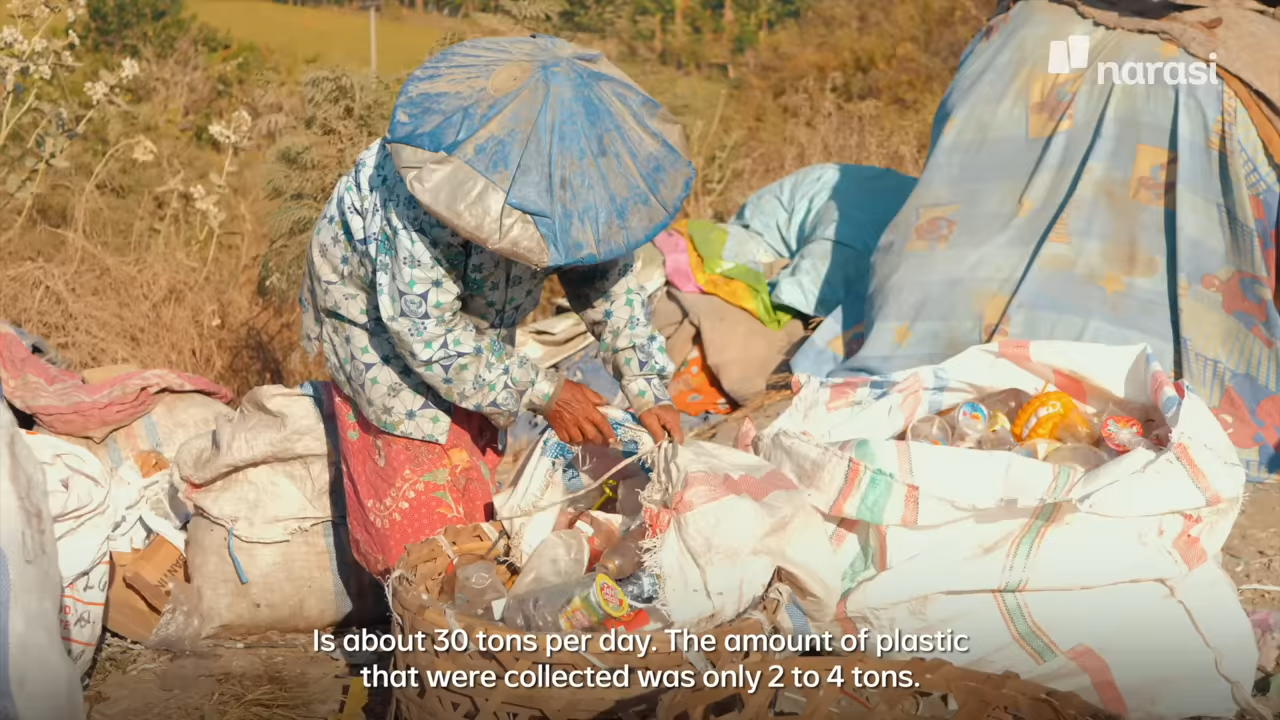 narasi
Is about 30 tons per day. The amount of plastic
that were collected was only 2 to 4 tons.